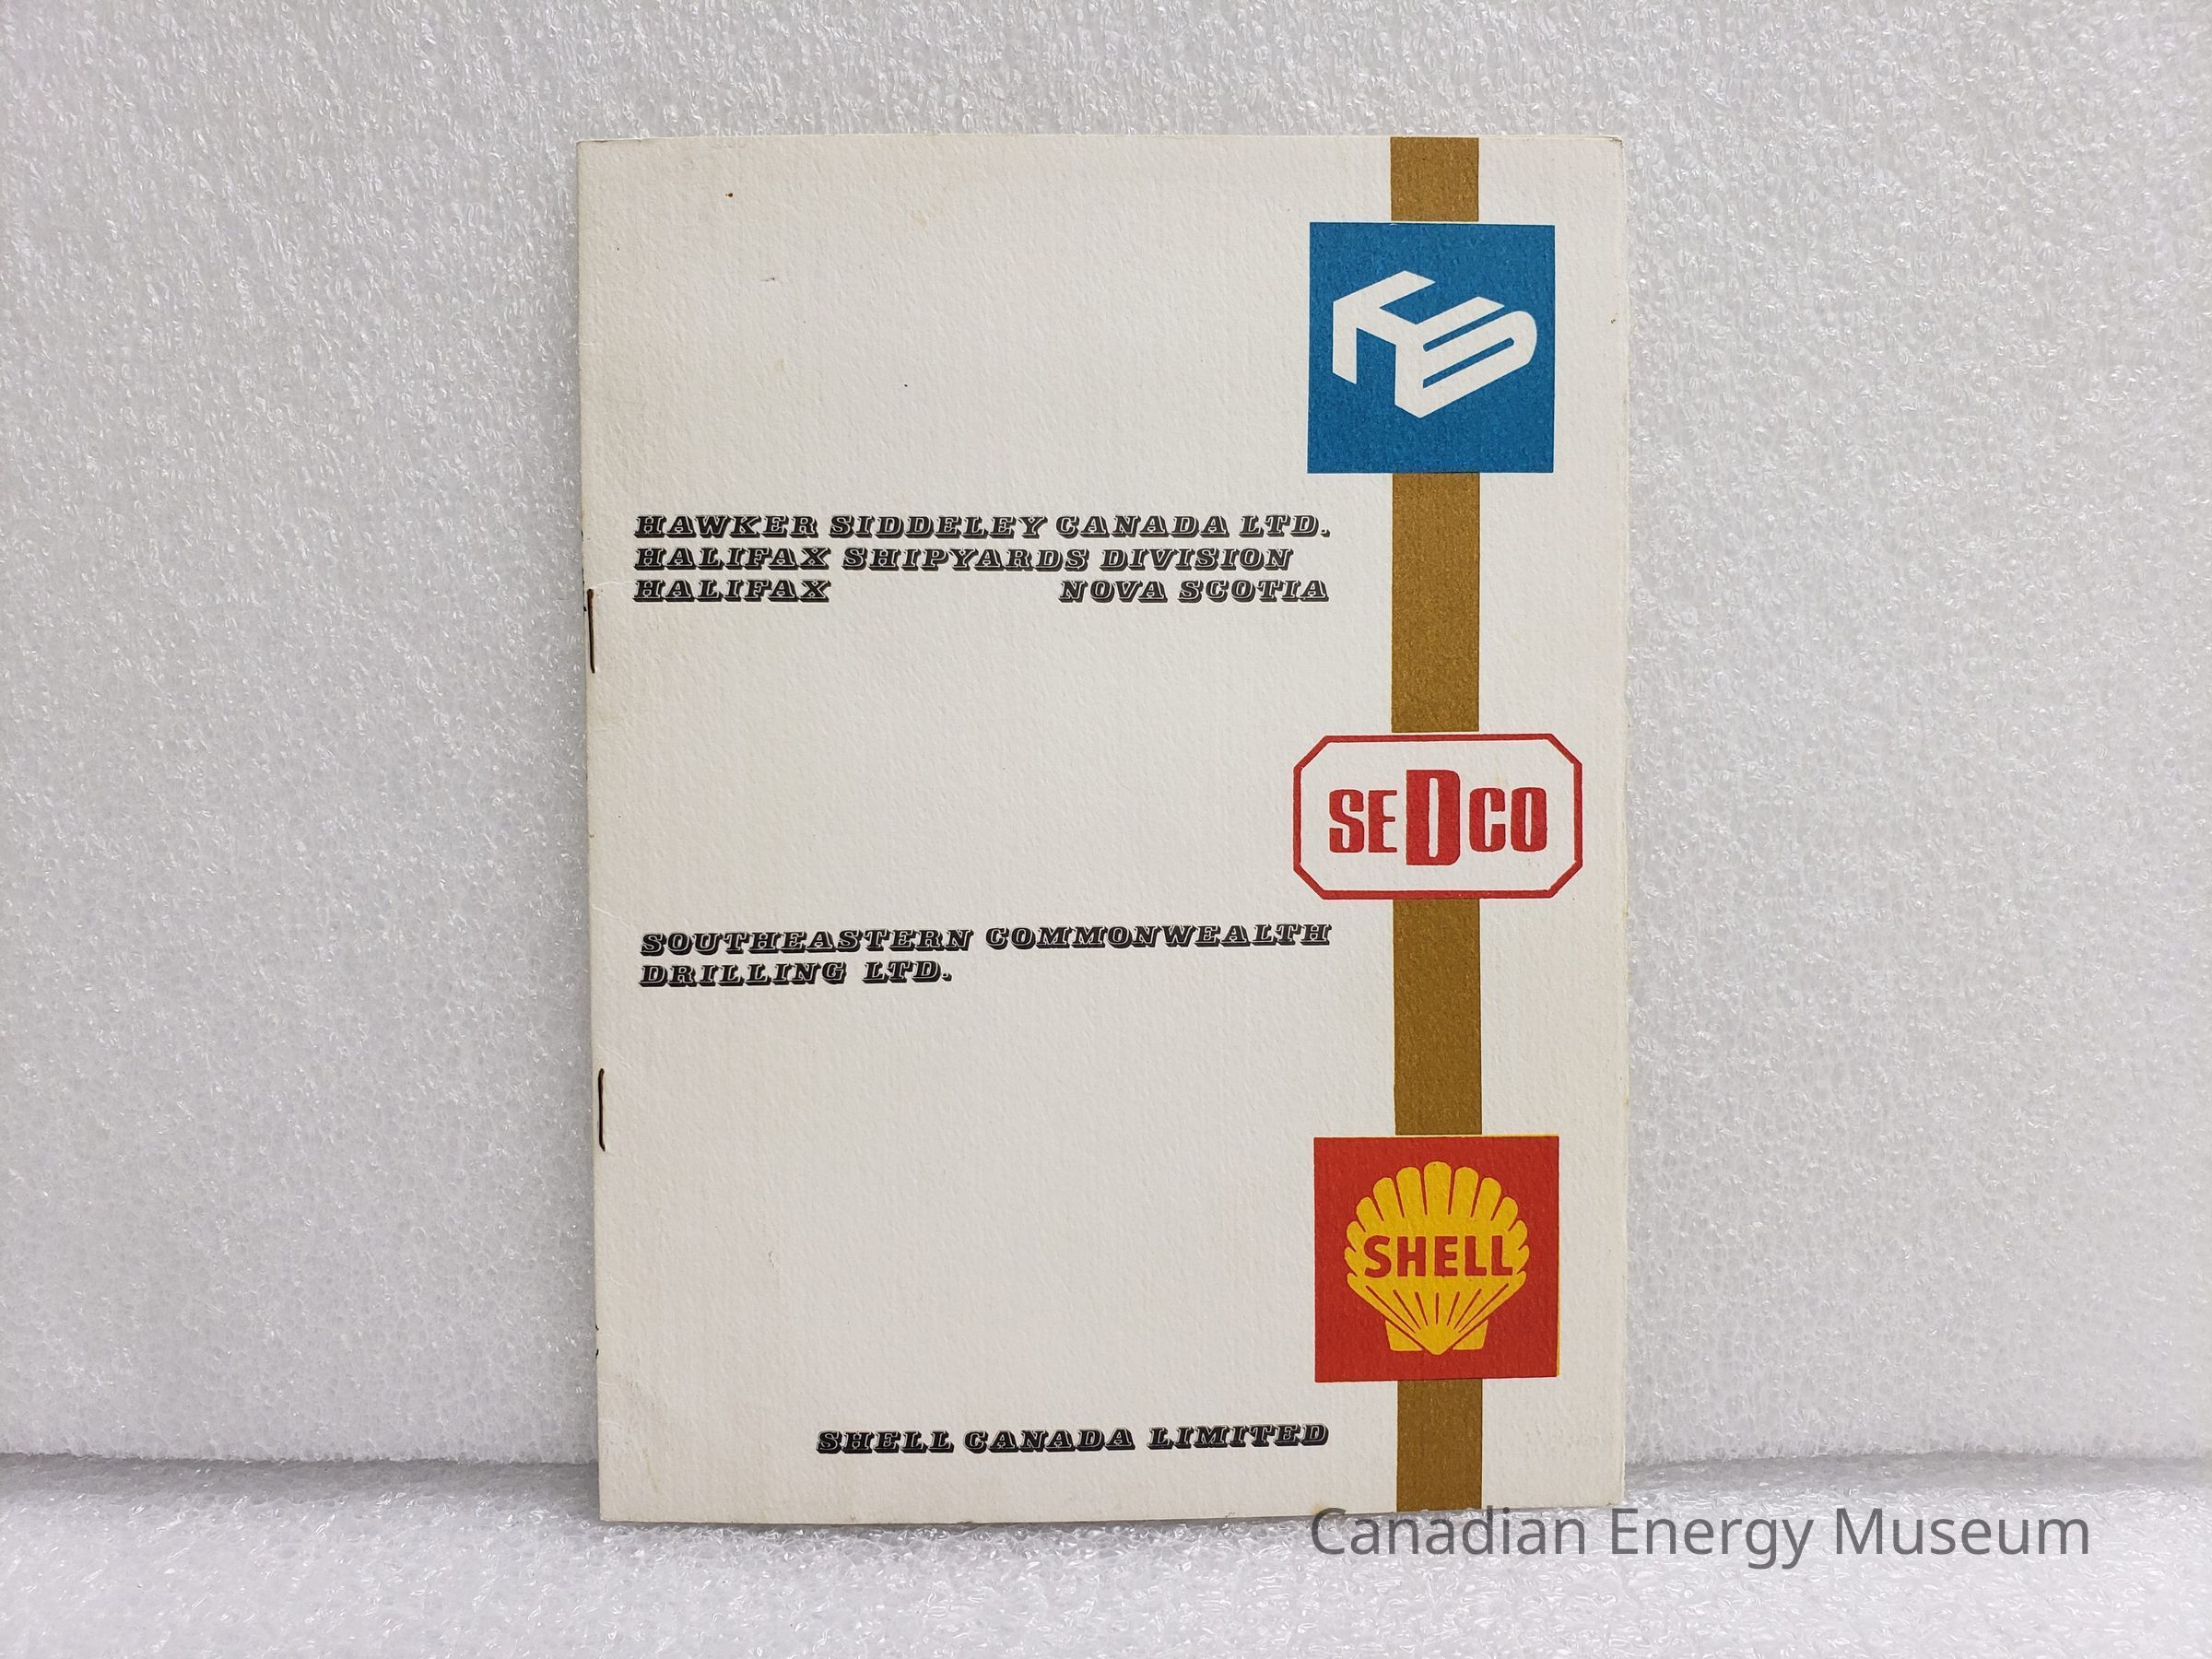 HS
HAWKER SIDDELEY CANADA LTD.
HALIFAX SHIPYARDS DIVISION
HALIFAX NOVA SCOTIA
SEDCO
SOUTHEASTERN COMMONWEALTH
DRILLING LTD.
SHELL
SHELL CANADA LIMITED
Canadian Energy Museum